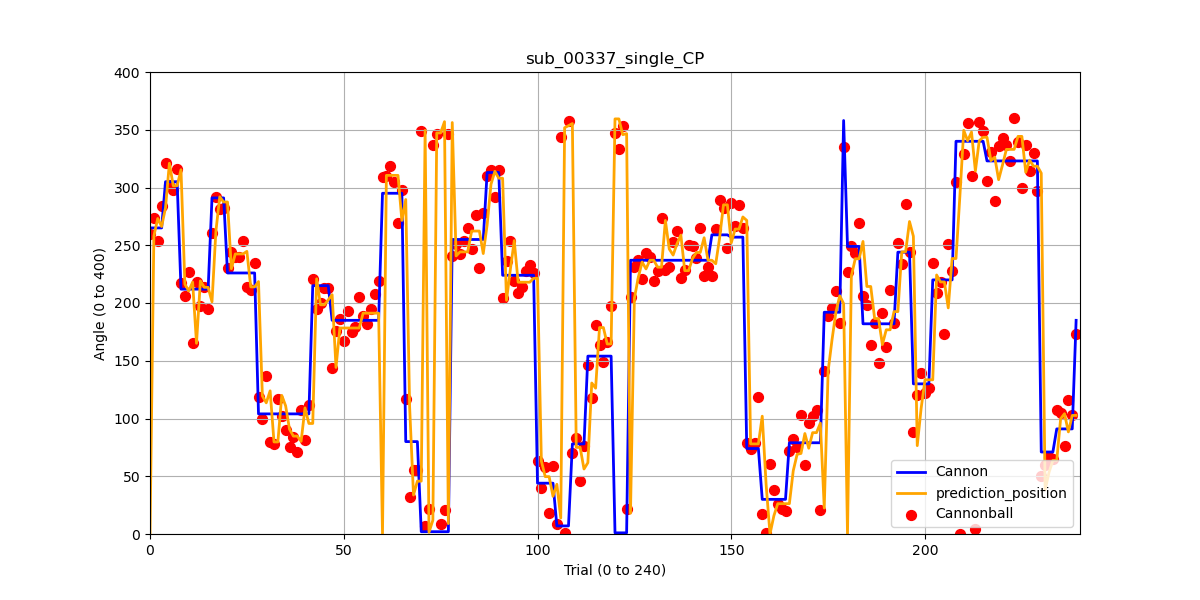 sub_00337_single_CP
400
350
300
250
200
150
100
50
0
Angle (0 to 400)
0 50 100 150 200
Trial (0 to 240)
Cannon
prediction_position
Cannonball